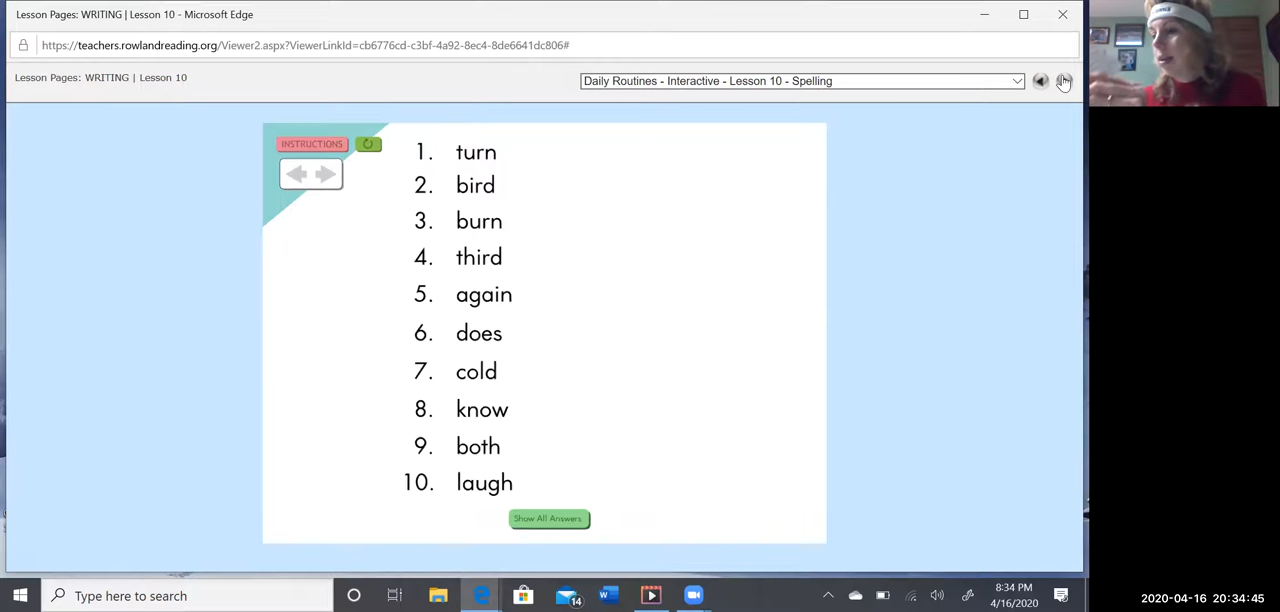 Lesson Pages: WRITING | Lesson 10 - Microsoft Edge
https://teachers.rowlandreading.org/Viewer2.aspx?ViewerLinkId=cb6776cd-c3bf-4a92-8ec4-8de6641dc806#
Lesson Pages: WRITING | Lesson 10
Daily Routines - Interactive - Lesson 10 - Spelling
INSTRUCTIONS
1. turn
2. bird
3. burn
4. third
5. again
6. does
7. cold
8. know
9. both
10. laugh
Show All Answers
Type here to search
14
8:34 PM
4/16/2020
2020-04-16 20:34:45